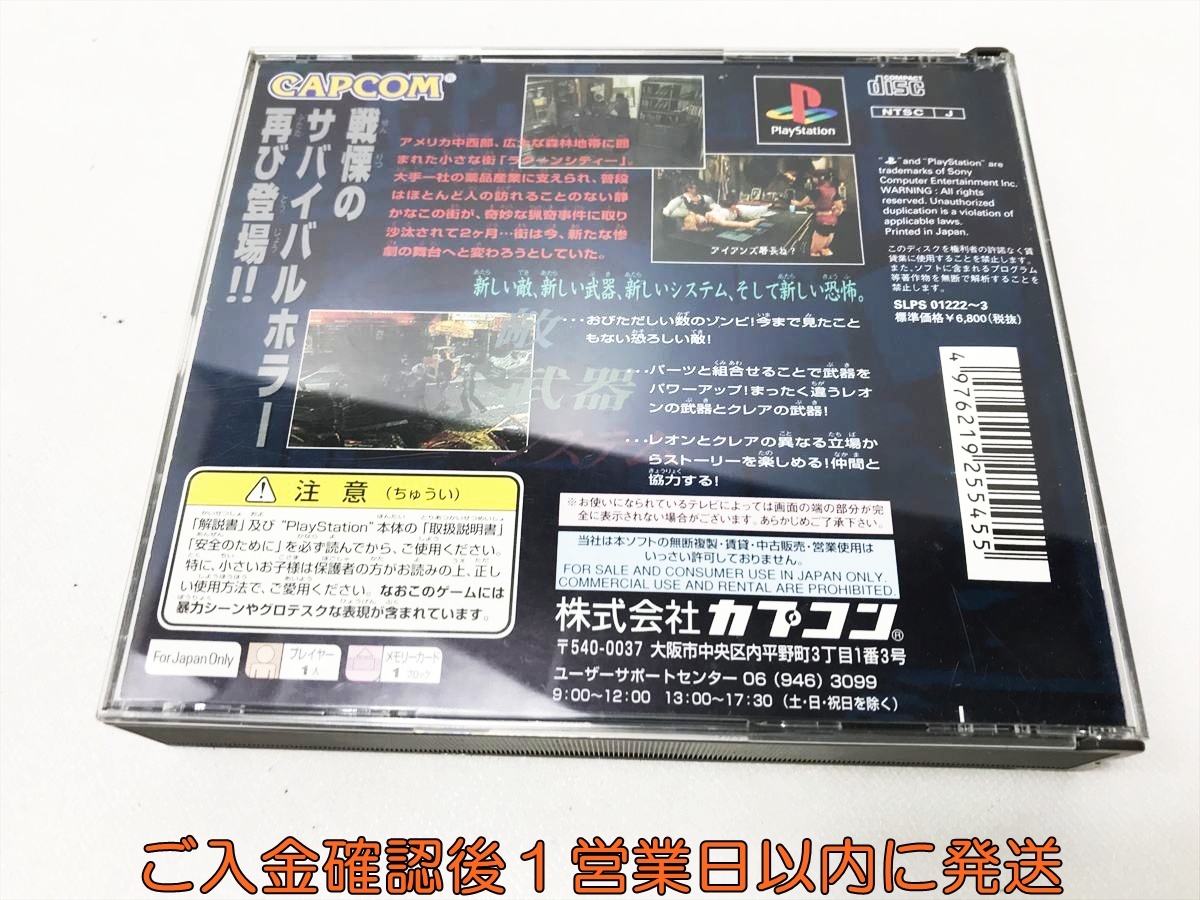 CAPCOM®
戦慄の
サバイバルホラー
再び登場!!
アメリカ中西部、広大な森林地帯に囲
まれた小さな街「ラクーンシティー」。
大手一社の薬品産業に支えられ、普段
はほとんど人の訪れることのない静
かなこの街が、奇妙な猟奇事件に取り
沙汰されて2ヶ月…街は今、新たな惨
劇の舞台へと変わろうとしていた。
アイアンズ署長ね?
PlayStation
COMPACT
disc
NTSC J
"PS" and "PlayStation" are
trademarks of Sony
Computer Entertainment Inc.
WARNING : All rights
reserved. Unauthorized
duplication is a violation of
applicable laws.
Printed in Japan.
このディスクを権利者の許諾なく賃
貸業に使用することを禁止します。
また、ソフトに含まれるプログラム
等著作物を無断で解析することを
禁止します。
SLPS 01222〜3
標準価格¥6,800(税抜)
新しい敵、新しい武器、新しいシステム、そして新しい恐怖。
敵
…おびただしい数のゾンビ!今まで見たこと
もない恐ろしい敵!
武器
…パーツと組合せることで武器を
パワーアップ!まったく違うレオ
ンの武器とクレアの武器!
システム
…レオンとクレアの異なる立場か
らストーリーを楽しめる!仲間と
協力する!
4976219255455
注意(ちゅうい)
「解説書」及び"PlayStation"本体の「取扱説明書」
「安全のために」を必ず読んでから、ご使用ください。
特に、小さいお子様は保護者の方がお読みの上、正し
い使用方法で、ご愛用ください。なおこのゲームには
暴力シーンやグロテスクな表現が含まれています。
※お使いになられているテレビによっては画面の端の部分が完
全に表示されない場合がございます。あらかじめご了承下さい。
当社は本ソフトの無断複製・賃貸・中古販売・営業使用は
いっさい許可しておりません。
FOR SALE AND CONSUMER USE IN JAPAN ONLY.
COMMERCIAL USE AND RENTAL ARE PROHIBITED.
For Japan Only
プレイヤー
1人
メモリーカード
1ブロック
株式会社カプコン®
〒540-0037 大阪市中央区内平野町3丁目1番3号
ユーザーサポートセンター 06(946)3099
9:00〜12:00 13:00〜17:30(土・日・祝日を除く)
ご入金確認後1営業日以内に発送